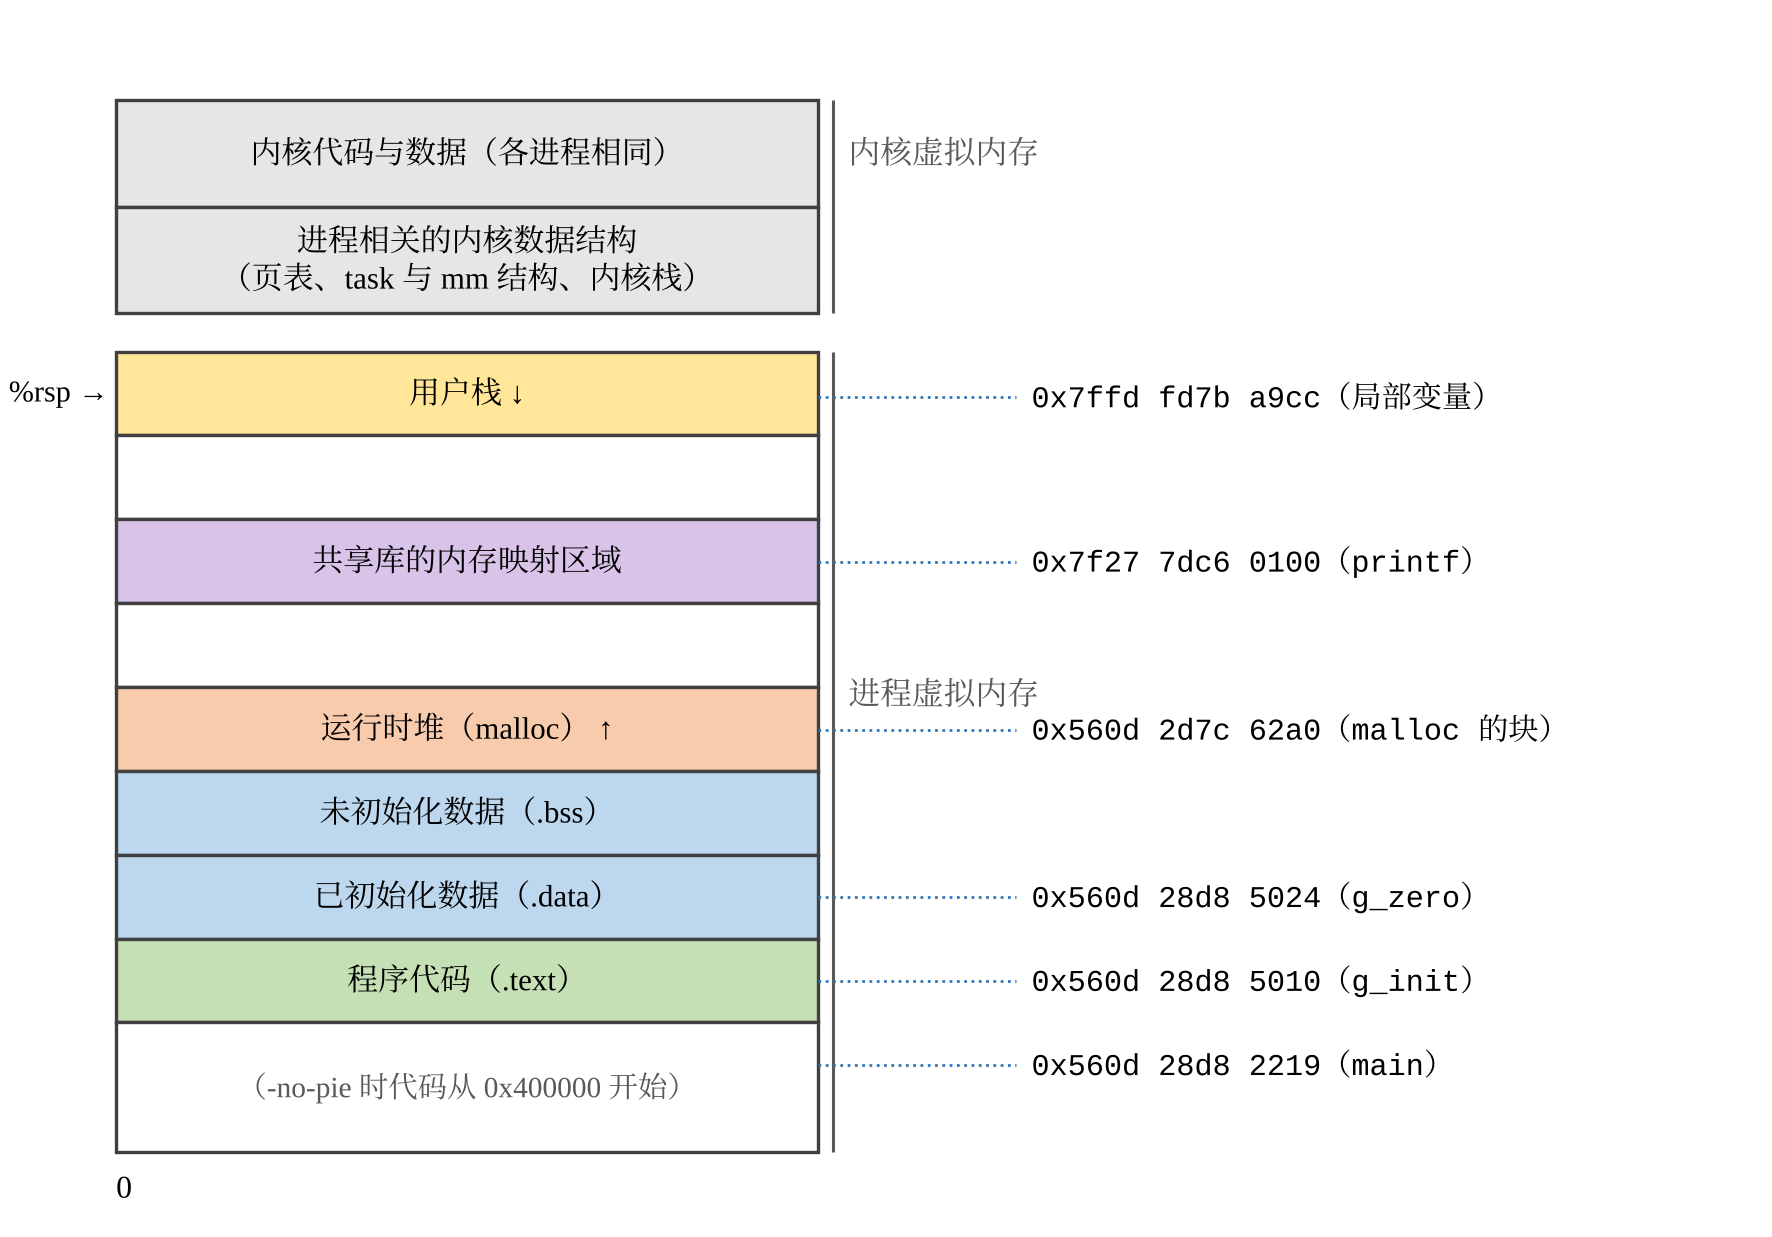 内核代码与数据（各进程相同）
内核虚拟内存
进程相关的内核数据结构
（页表、task 与 mm 结构、内核栈）
%rsp →
用户栈 ↓
0x7ffd fd7b a9cc（局部变量）
共享库的内存映射区域
0x7f27 7dc6 0100（printf）
进程虚拟内存
运行时堆（malloc） ↑
0x560d 2d7c 62a0（malloc 的块）
未初始化数据（.bss）
已初始化数据（.data）
0x560d 28d8 5024（g_zero）
程序代码（.text）
0x560d 28d8 5010（g_init）
0x560d 28d8 2219（main）
（-no-pie 时代码从 0x400000 开始）
0